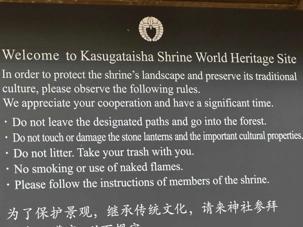 Welcome to Kasugataisha Shrine World Heritage Site
In order to protect the shrine's landscape and preserve its traditional
culture, please observe the following rules.
We appreciate your cooperation and have a significant time.
・Do not leave the designated paths and go into the forest.
・Do not touch or damage the stone lanterns and the important cultural properties.
・Do not litter. Take your trash with you.
・No smoking or use of naked flames.
・Please follow the instructions of members of the shrine.
为了保护景观，继承传统文化，请来神社参拜